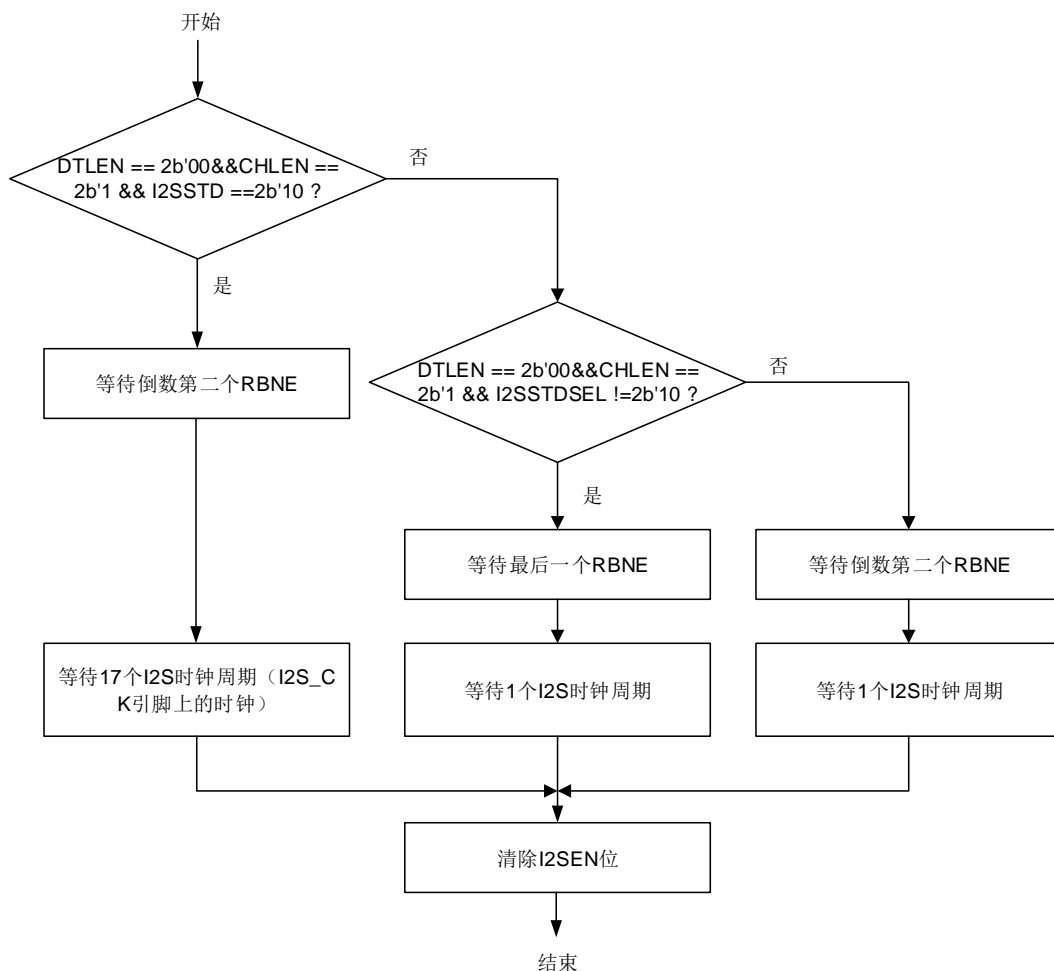 开始
DTLEN == 2b'00&&CHLEN ==
2b'1 && I2SSTD ==2b'10 ?
否
是
DTLEN == 2b'00&&CHLEN ==
2b'1 && I2SSTDSEL !=2b'10 ?
否
等待倒数第二个RBNE
是
等待最后一个RBNE
等待倒数第二个RBNE
等待17个I2S时钟周期（I2S_C
K引脚上的时钟）
等待1个I2S时钟周期
等待1个I2S时钟周期
清除I2SEN位
结束